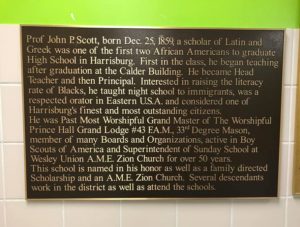 Prof John P. Scott, born Dec. 25, 1859, a scholar of Latin and
Greek was one of the first two African Americans to graduate
High School in Harrisburg. First in the class, he began teaching
after graduation at the Calder Building. He became Head
Teacher and then Principal. Interested in raising the literacy
rate of Blacks, he taught night school to immigrants, was a
respected orator in Eastern U.S.A. and considered one of
Harrisburg's finest and most outstanding citizens.
He was Past Most Worshipful Grand Master of The Worshipful
Prince Hall Grand Lodge #43 F.A.M., 33rd Degree Mason,
member of many Boards and Organizations, active in Boy
Scouts of America and Superintendent of Sunday School at
Wesley Union A.M.E. Zion Church for over 50 years.
This school is named in his honor as well as a family directed
Scholarship and an A.M.E. Zion Church. Several descendants
work in the district as well as attend the schools.